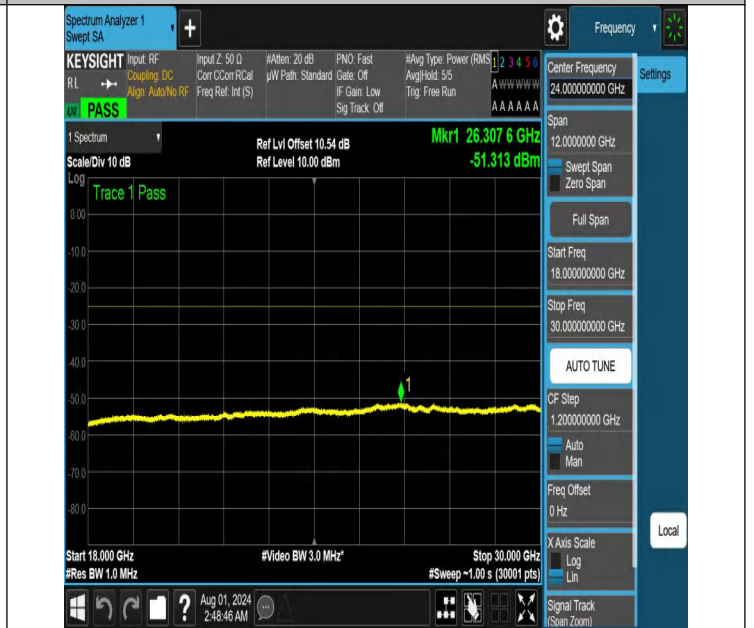 Spectrum Analyzer 1
Swept SA
+
Frequency
KEYSIGHT
RL
PASS
Input: RF
Coupling: DC
Align: Auto/No RF
Input Z: 50 Ω
Corr CCorr RCal
Freq Ref: Int (S)
#Atten: 20 dB
µW Path: Standard
PNO: Fast
Gate: Off
IF Gain: Low
Sig Track: Off
#Avg Type: Power (RMS
Avg|Hold: 5/5
Trig: Free Run
1 2 3 4 5 6
A W W W W W
A A A A A A
1 Spectrum
Scale/Div 10 dB
Ref Lvl Offset 10.54 dB
Ref Level 10.00 dBm
Mkr1 26.307 6 GHz
-51.313 dBm
Log
Trace 1 Pass
0.00
-10.0
-20.0
-30.0
-40.0
-50.0
-60.0
-70.0
-80.0
1
Start 18.000 GHz
#Res BW 1.0 MHz
#Video BW 3.0 MHz*
Stop 30.000 GHz
#Sweep ~1.00 s (30001 pts)
Center Frequency
24.000000000 GHz
Settings
Span
12.0000000 GHz
Swept Span
Zero Span
Full Span
Start Freq
18.000000000 GHz
Stop Freq
30.000000000 GHz
AUTO TUNE
CF Step
1.200000000 GHz
Auto
Man
Freq Offset
0 Hz
X Axis Scale
Log
Lin
Local
Signal Track
(Span Zoom)
?
Aug 01, 2024
2:48:46 AM